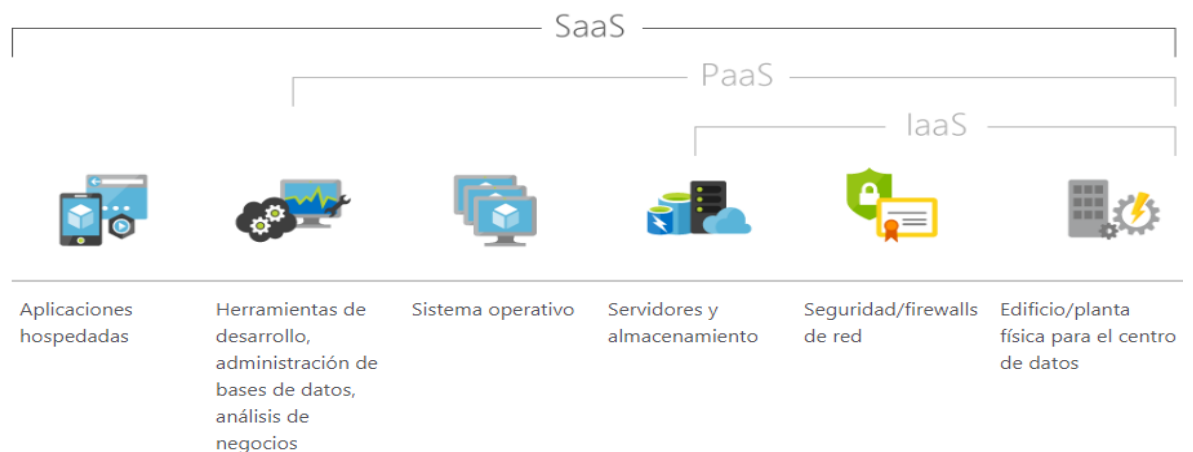 SaaS
PaaS
IaaS
Aplicaciones
hospedadas
Herramientas de
desarrollo,
administración de
bases de datos,
análisis de
negocios
Sistema operativo
Servidores y
almacenamiento
Seguridad/firewalls
de red
Edificio/planta
física para el centro
de datos